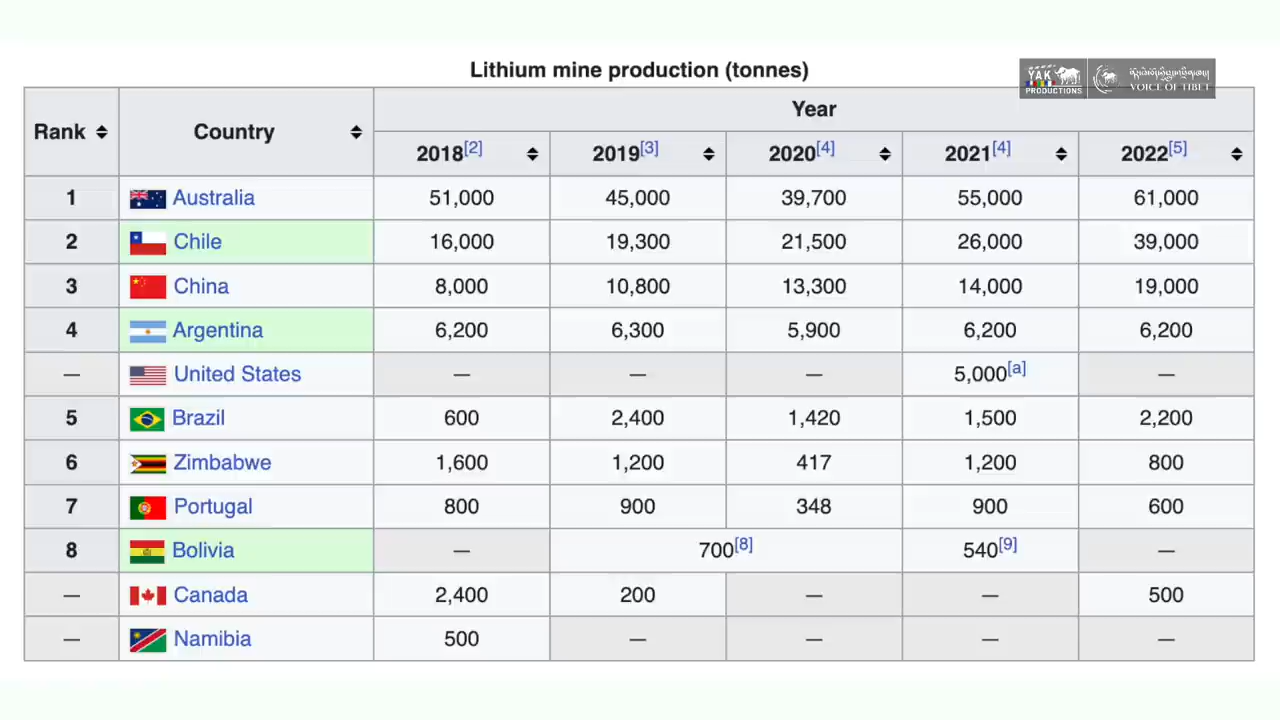 Lithium mine production (tonnes)
YAK
PRODUCTIONS
VOICE OF TIBET
Rank Country Year
2018[2] 2019[3] 2020[4] 2021[4] 2022[5]
1 Australia 51,000 45,000 39,700 55,000 61,000
2 Chile 16,000 19,300 21,500 26,000 39,000
3 China 8,000 10,800 13,300 14,000 19,000
4 Argentina 6,200 6,300 5,900 6,200 6,200
— United States — — — 5,000[a] —
5 Brazil 600 2,400 1,420 1,500 2,200
6 Zimbabwe 1,600 1,200 417 1,200 800
7 Portugal 800 900 348 900 600
8 Bolivia — 700[8] 540[9] —
— Canada 2,400 200 — — 500
— Namibia 500 — — — —